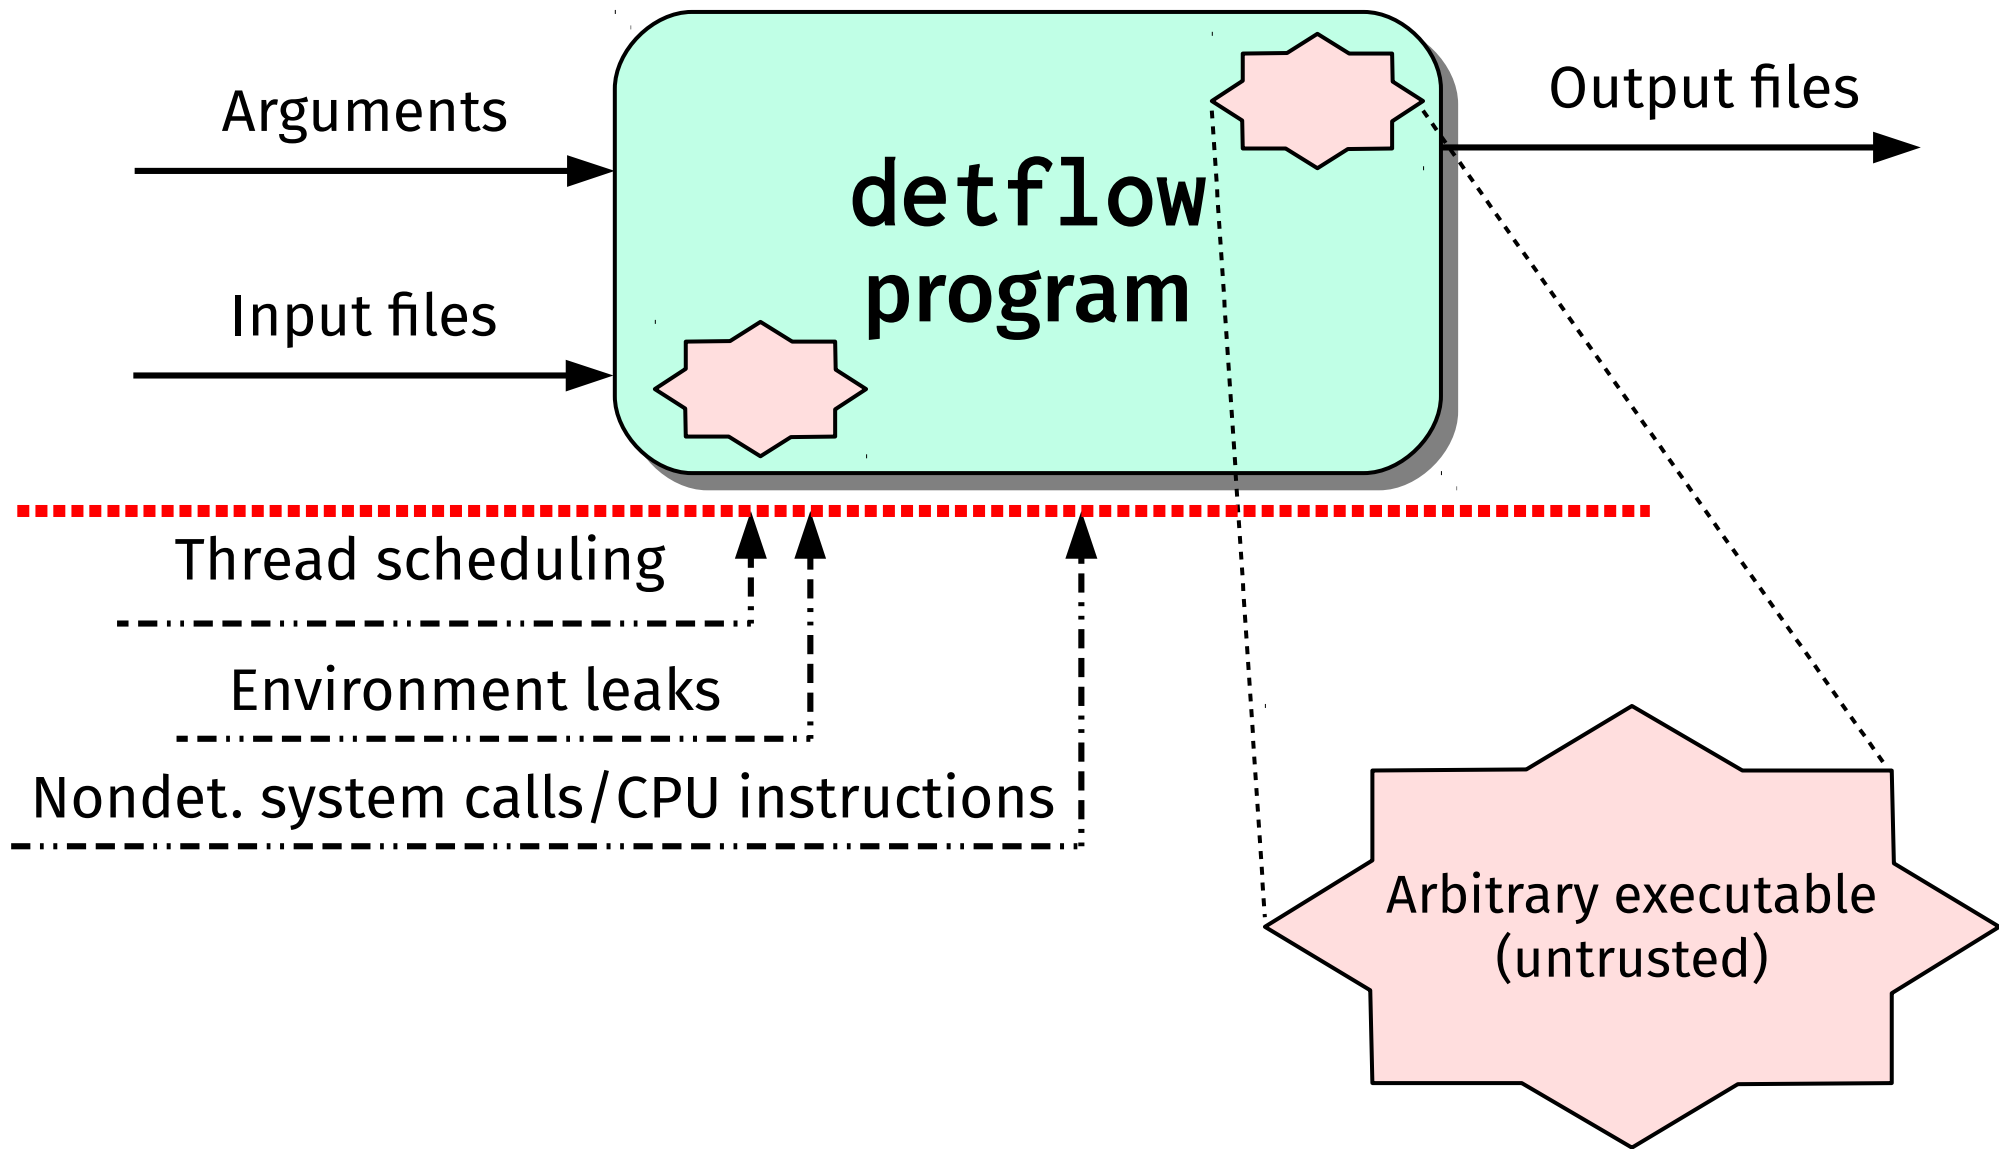 Arguments
Output files
detflow
program
Input files
Thread scheduling
Environment leaks
Nondet. system calls/CPU instructions
Arbitrary executable
(untrusted)